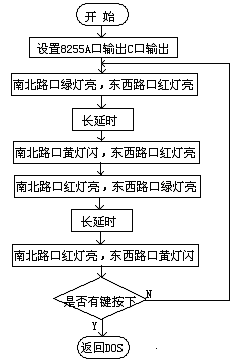 开 始
设置8255A口输出C口输出
南北路口绿灯亮,东西路口红灯亮
长延时
南北路口黄灯闪,东西路口红灯亮
南北路口红灯亮,东西路口绿灯亮
长延时
南北路口红灯亮,东西路口黄灯闪
是否有键按下
N
Y
返回DOS